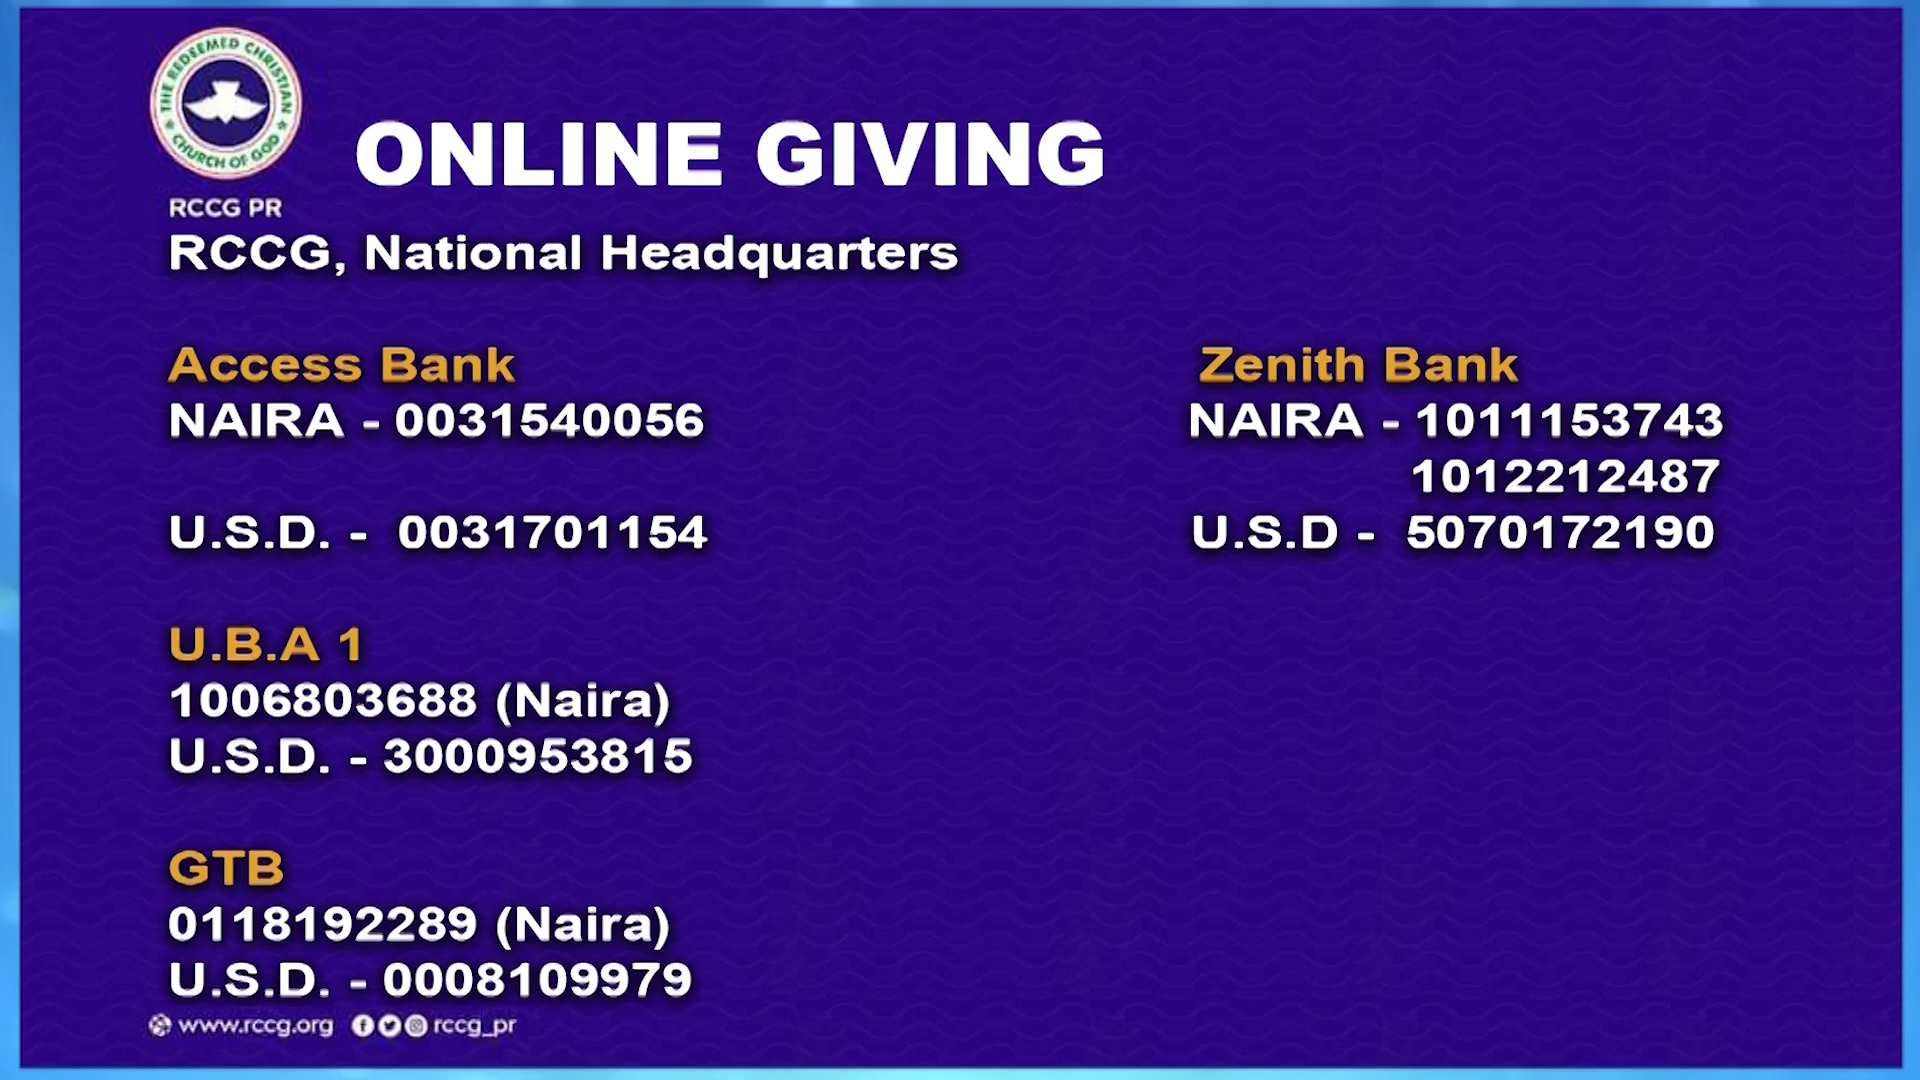 THE REDEEMED CHRISTIAN
CHURCH OF GOD
RCCG PR
ONLINE GIVING
RCCG, National Headquarters
Access Bank
NAIRA - 0031540056
U.S.D. - 0031701154
U.B.A 1
1006803688 (Naira)
U.S.D. - 3000953815
GTB
0118192289 (Naira)
U.S.D. - 0008109979
Zenith Bank
NAIRA - 1011153743
1012212487
U.S.D - 5070172190
www.rccg.org rccg_pr